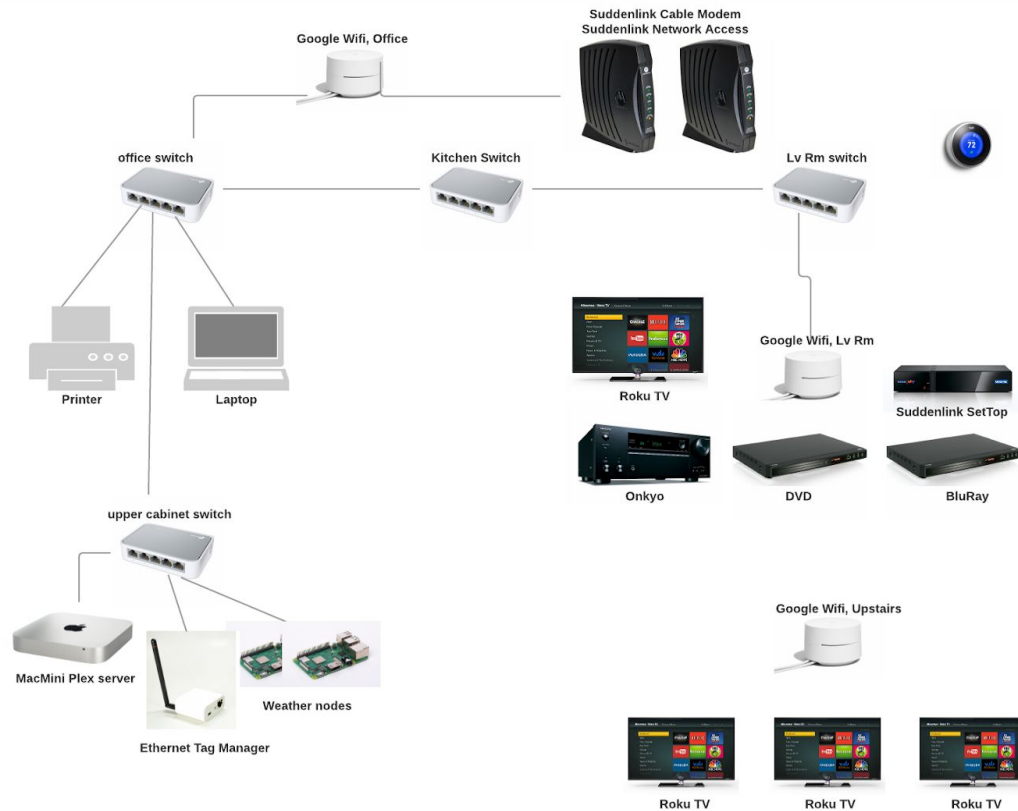 Suddenlink Cable Modem
Suddenlink Network Access
Google Wifi, Office
office switch
Kitchen Switch
Lv Rm switch
72
Printer
Laptop
Roku TV
Google Wifi, Lv Rm
Suddenlink SetTop
Onkyo
DVD
BluRay
upper cabinet switch
MacMini Plex server
Weather nodes
Ethernet Tag Manager
Google Wifi, Upstairs
Roku TV
Roku TV
Roku TV